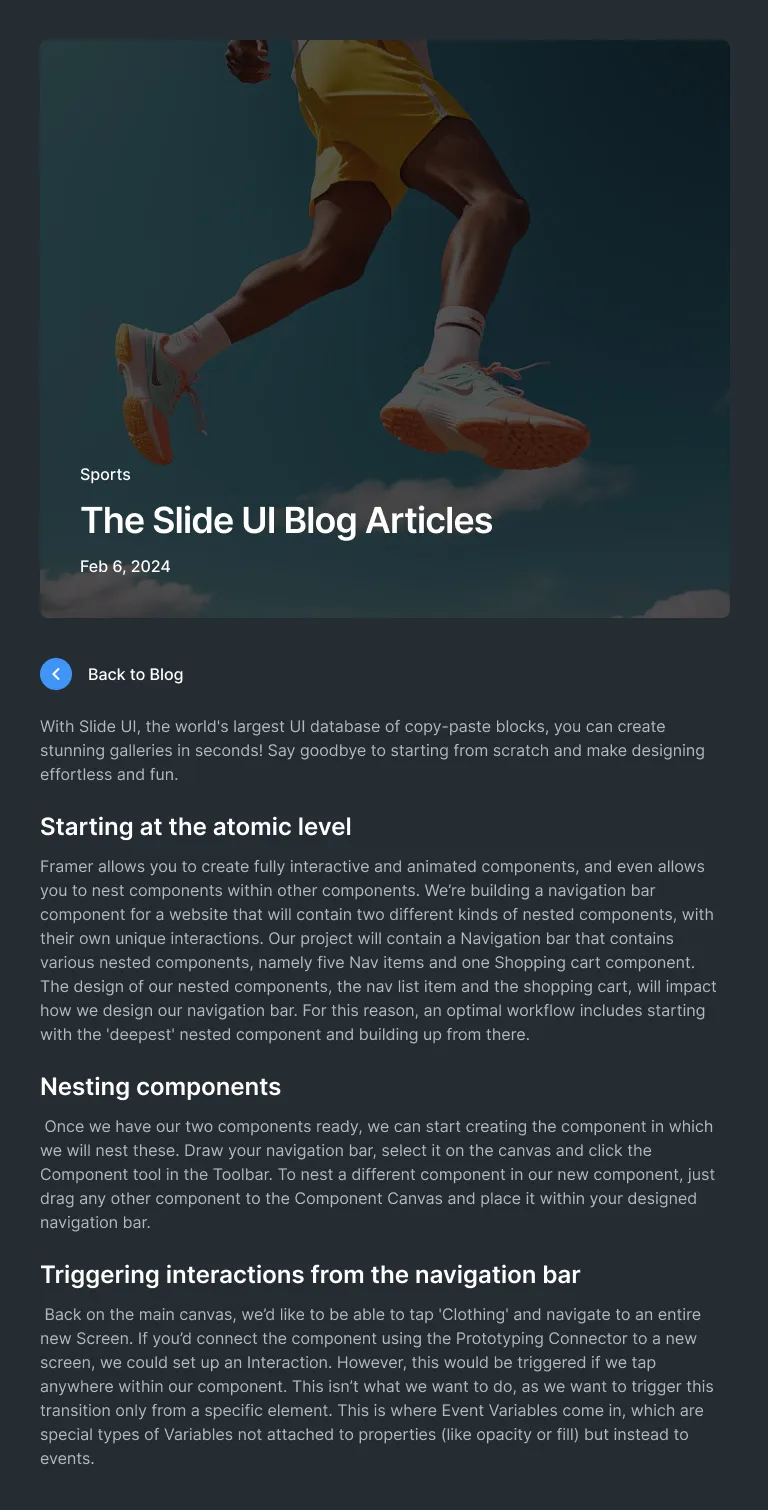 Sports
The Slide UI Blog Articles
Feb 6, 2024
Back to Blog
With Slide UI, the world's largest UI database of copy-paste blocks, you can create
stunning galleries in seconds! Say goodbye to starting from scratch and make designing
effortless and fun.
Starting at the atomic level
Framer allows you to create fully interactive and animated components, and even allows
you to nest components within other components. We’re building a navigation bar
component for a website that will contain two different kinds of nested components, with
their own unique interactions. Our project will contain a Navigation bar that contains
various nested components, namely five Nav items and one Shopping cart component.
The design of our nested components, the nav list item and the shopping cart, will impact
how we design our navigation bar. For this reason, an optimal workflow includes starting
with the 'deepest' nested component and building up from there.
Nesting components
Once we have our two components ready, we can start creating the component in which
we will nest these. Draw your navigation bar, select it on the canvas and click the
Component tool in the Toolbar. To nest a different component in our new component, just
drag any other component to the Component Canvas and place it within your designed
navigation bar.
Triggering interactions from the navigation bar
Back on the main canvas, we’d like to be able to tap 'Clothing' and navigate to an entire
new Screen. If you’d connect the component using the Prototyping Connector to a new
screen, we could set up an Interaction. However, this would be triggered if we tap
anywhere within our component. This isn’t what we want to do, as we want to trigger this
transition only from a specific element. This is where Event Variables come in, which are
special types of Variables not attached to properties (like opacity or fill) but instead to
events.